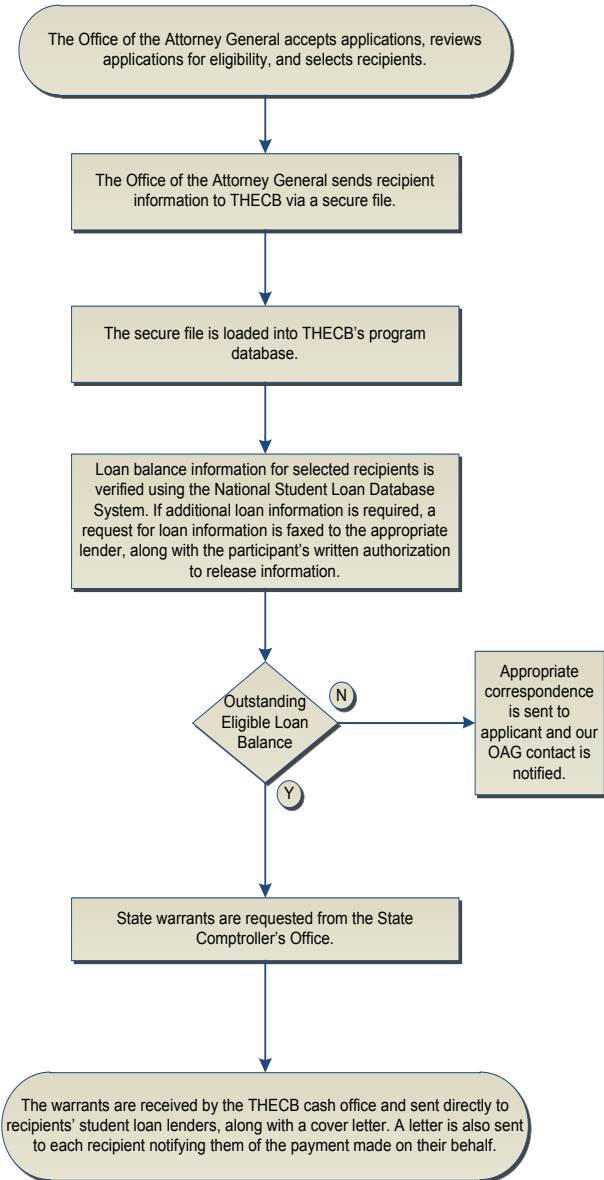 The Office of the Attorney General accepts applications, reviews
applications for eligibility, and selects recipients.
The Office of the Attorney General sends recipient
information to THECB via a secure file.
The secure file is loaded into THECB’s program
database.
Loan balance information for selected recipients is
verified using the National Student Loan Database
System. If additional loan information is required, a
request for loan information is faxed to the appropriate
lender, along with the participant’s written authorization
to release information.
Outstanding
Eligible Loan
Balance
N
Appropriate
correspondence
is sent to
applicant and our
OAG contact is
notified.
Y
State warrants are requested from the State
Comptroller’s Office.
The warrants are received by the THECB cash office and sent directly to
recipients’ student loan lenders, along with a cover letter. A letter is also sent
to each recipient notifying them of the payment made on their behalf.